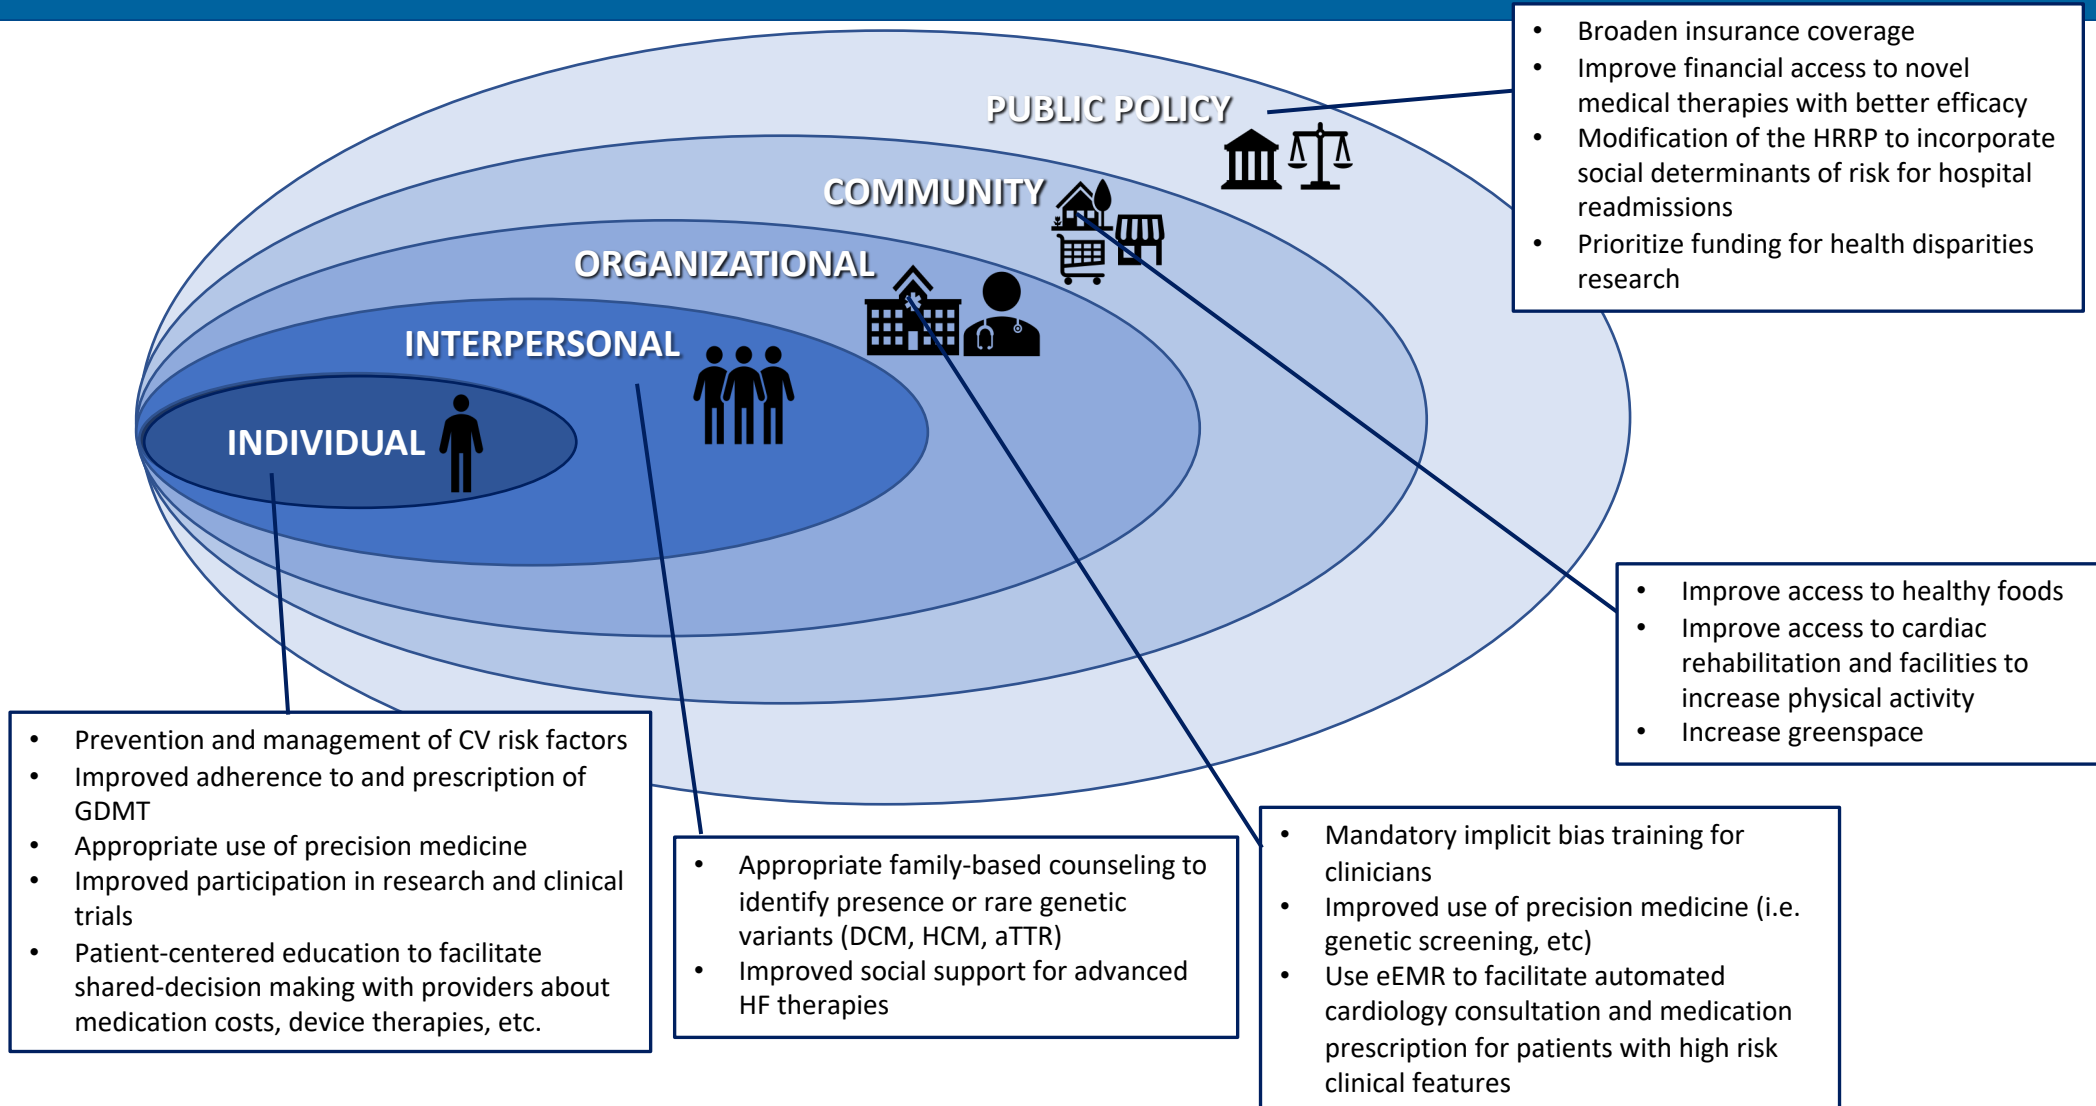 PUBLIC POLICY
COMMUNITY
ORGANIZATIONAL
INTERPERSONAL
INDIVIDUAL
• Broaden insurance coverage
• Improve financial access to novel
medical therapies with better efficacy
• Modification of the HRRP to incorporate
social determinants of risk for hospital
readmissions
• Prioritize funding for health disparities
research
• Improve access to healthy foods
• Improve access to cardiac
rehabilitation and facilities to
increase physical activity
• Increase greenspace
• Prevention and management of CV risk factors
• Improved adherence to and prescription of
GDMT
• Appropriate use of precision medicine
• Improved participation in research and clinical
trials
• Patient-centered education to facilitate
shared-decision making with providers about
medication costs, device therapies, etc.
• Appropriate family-based counseling to
identify presence or rare genetic
variants (DCM, HCM, aTTR)
• Improved social support for advanced
HF therapies
• Mandatory implicit bias training for
clinicians
• Improved use of precision medicine (i.e.
genetic screening, etc)
• Use eEMR to facilitate automated
cardiology consultation and medication
prescription for patients with high risk
clinical features